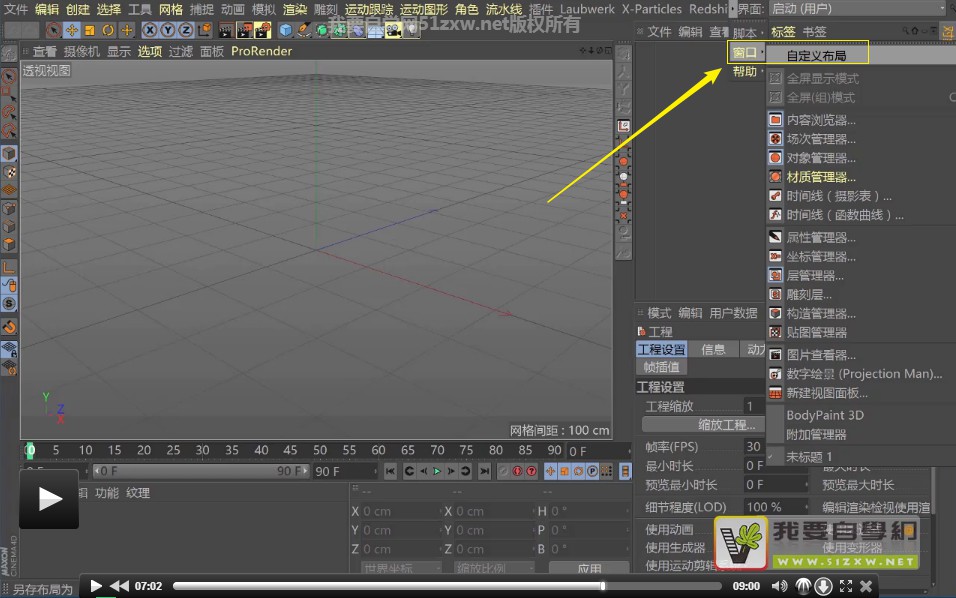 文件 编辑 创建 选择 工具 网格 捕捉 动画 模拟 渲染 雕刻 运动跟踪 运动图形 角色 流水线 插件 Laubwerk X-Particles Redshi 界面: 启动 (用户)
我要自学网51zxw.net版权所有
查看 摄像机 显示 选项 过滤 面板 ProRender
文件 编辑 查看 脚本 标签 书签
透视视图
窗口
自定义布局
帮助
全屏显示模式
全屏(组)模式
内容浏览器...
场次管理器...
对象管理器...
材质管理器...
时间线（摄影表）...
时间线（函数曲线）...
属性管理器...
坐标管理器...
层管理器...
雕刻层...
构造管理器...
贴图管理器
图片查看器...
数字绘景 (Projection Man)...
新建视图面板...
BodyPaint 3D
附加管理器
未标题 1
模式 编辑 用户数据
工程
工程设置 信息 动力
帧插值
工程设置
工程缩放 1
缩放工程...
帧率(FPS) 30
最小时长 0 F 最大时长
预览最小时长 0 F 预览最大时长
细节程度(LOD) 100 % 编辑渲染检视使用渲
使用动画
使用生成器 使用变形器
使用运动剪辑
Y
Z
X
网格间距 : 100 cm
0 5 10 15 20 25 30 35 40 45 50 55 60 65 70 75 80 85 90 0 F
0 F 0 F 90 F 90 F
编辑 功能 纹理
-- -- --
X 0 cm X 0 cm H 0 °
Y 0 cm Y 0 cm P 0 °
Z 0 cm Z 0 cm B 0 °
世界坐标 缩放比例 应用
我要自學網
WWW.51ZXW.NET
MAXON
CINEMA 4D
另存布局为
07:02
09:00